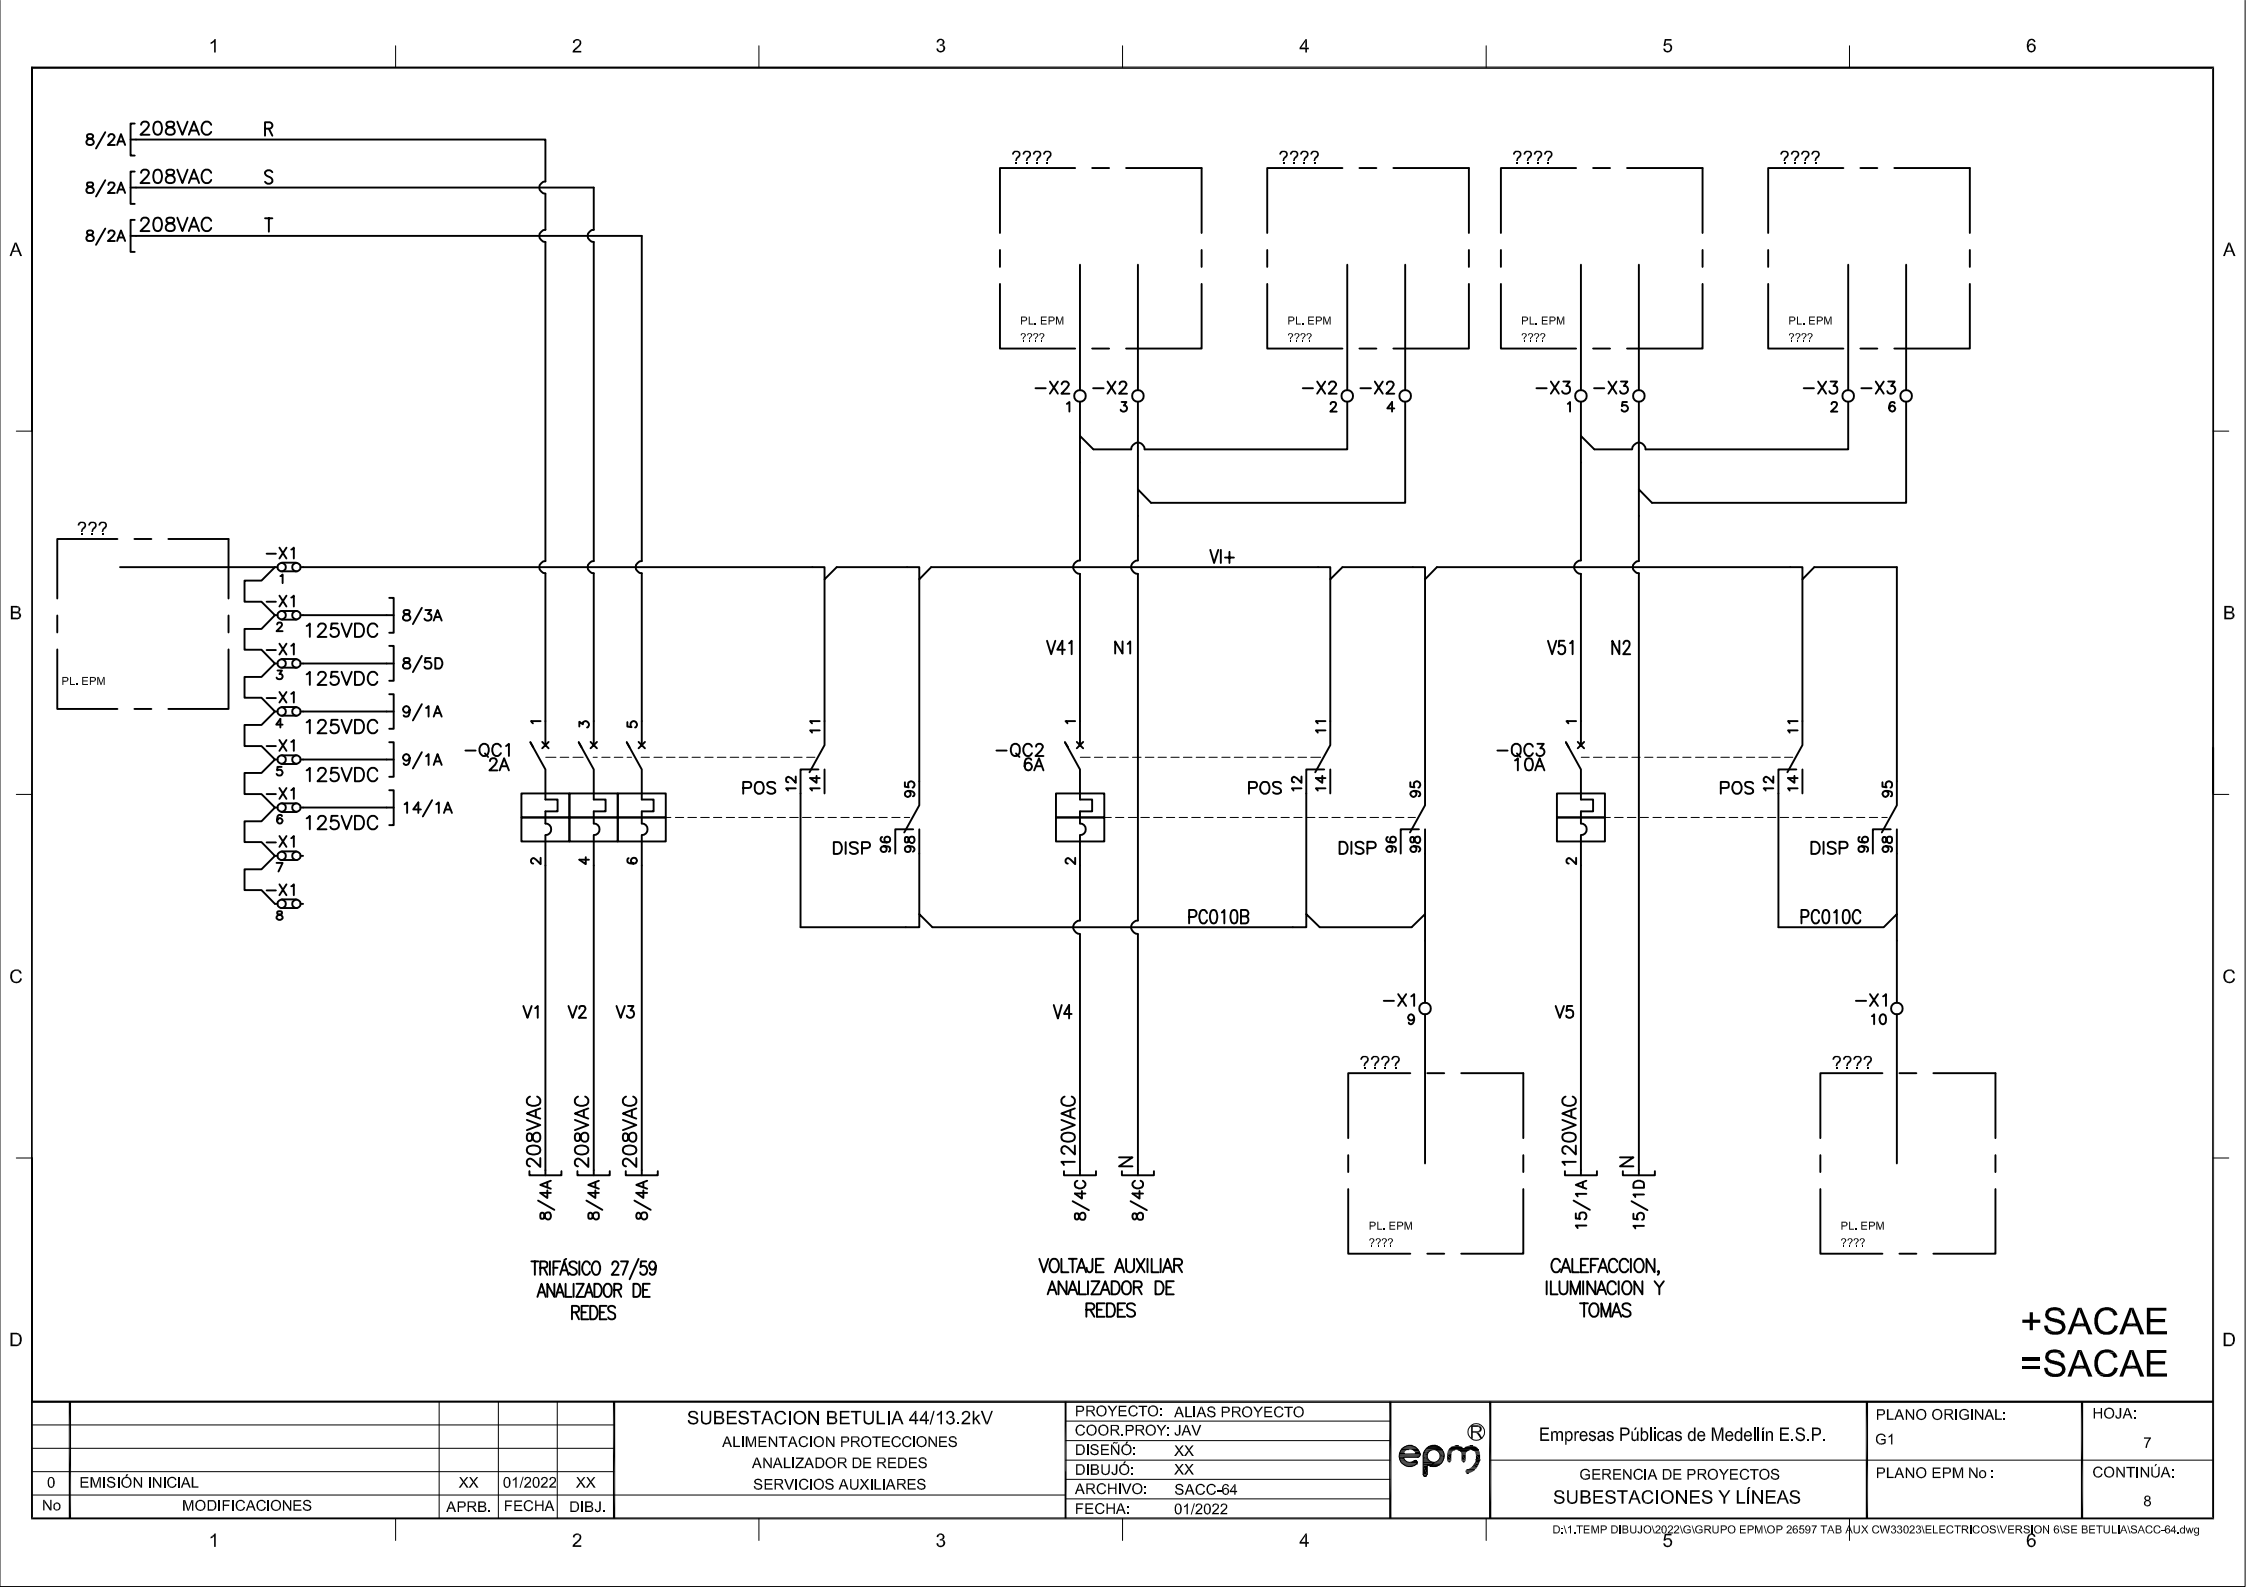 1 2 3 4 5 6
A A
B B
C C
D D
8/2A 208VAC R
8/2A 208VAC S
8/2A 208VAC T
???? ???? ???? ????
PL. EPM PL. EPM PL. EPM PL. EPM
???? ???? ???? ????
-X2 -X2 -X2 -X2 -X3 -X3 -X3 -X3
1 3 2 4 1 5 2 6
???
PL. EPM
-X1
1
-X1
2 125VDC 8/3A
-X1
3 125VDC 8/5D
-X1
4 125VDC 9/1A
-X1
5 125VDC 9/1A
-X1
6 125VDC 14/1A
-X1
7
-X1
8
VI+
V41 N1 V51 N2
1 3 5 11 1 11 1 11
-QC1
2A
-QC2
6A
-QC3
10A
POS 12 14 POS 12 14 POS 12 14
95 95 95
DISP 96 98 DISP 96 98 DISP 96 98
2 4 6 2 2
PC010B PC010C
V1 V2 V3 V4 V5
-X1
9
-X1
10
???? ????
PL. EPM PL. EPM
???? ????
208VAC 208VAC 208VAC 120VAC N 120VAC N
8/4A 8/4A 8/4A 8/4C 8/4C 15/1A 15/1D
TRIFÁSICO 27/59
ANALIZADOR DE
REDES
VOLTAJE AUXILIAR
ANALIZADOR DE
REDES
CALEFACCION,
ILUMINACION Y
TOMAS
+SACAE
=SACAE
0 EMISIÓN INICIAL XX 01/2022 XX
No MODIFICACIONES APRB. FECHA DIBJ.
SUBESTACION BETULIA 44/13.2kV
ALIMENTACION PROTECCIONES
ANALIZADOR DE REDES
SERVICIOS AUXILIARES
PROYECTO: ALIAS PROYECTO
COOR.PROY: JAV
DISEÑÓ: XX
DIBUJÓ: XX
ARCHIVO: SACC-64
FECHA: 01/2022
epm®
Empresas Públicas de Medellín E.S.P.
GERENCIA DE PROYECTOS
SUBESTACIONES Y LÍNEAS
PLANO ORIGINAL:
G1
PLANO EPM No :
HOJA:
7
CONTINÚA:
8
D:\1.TEMP DIBUJO\2022\G\GRUPO EPM\OP 26597 TAB AUX CW33023\ELECTRICOS\VERSION 6\SE BETULIA\SACC-64.dwg
1 2 3 4 5 6